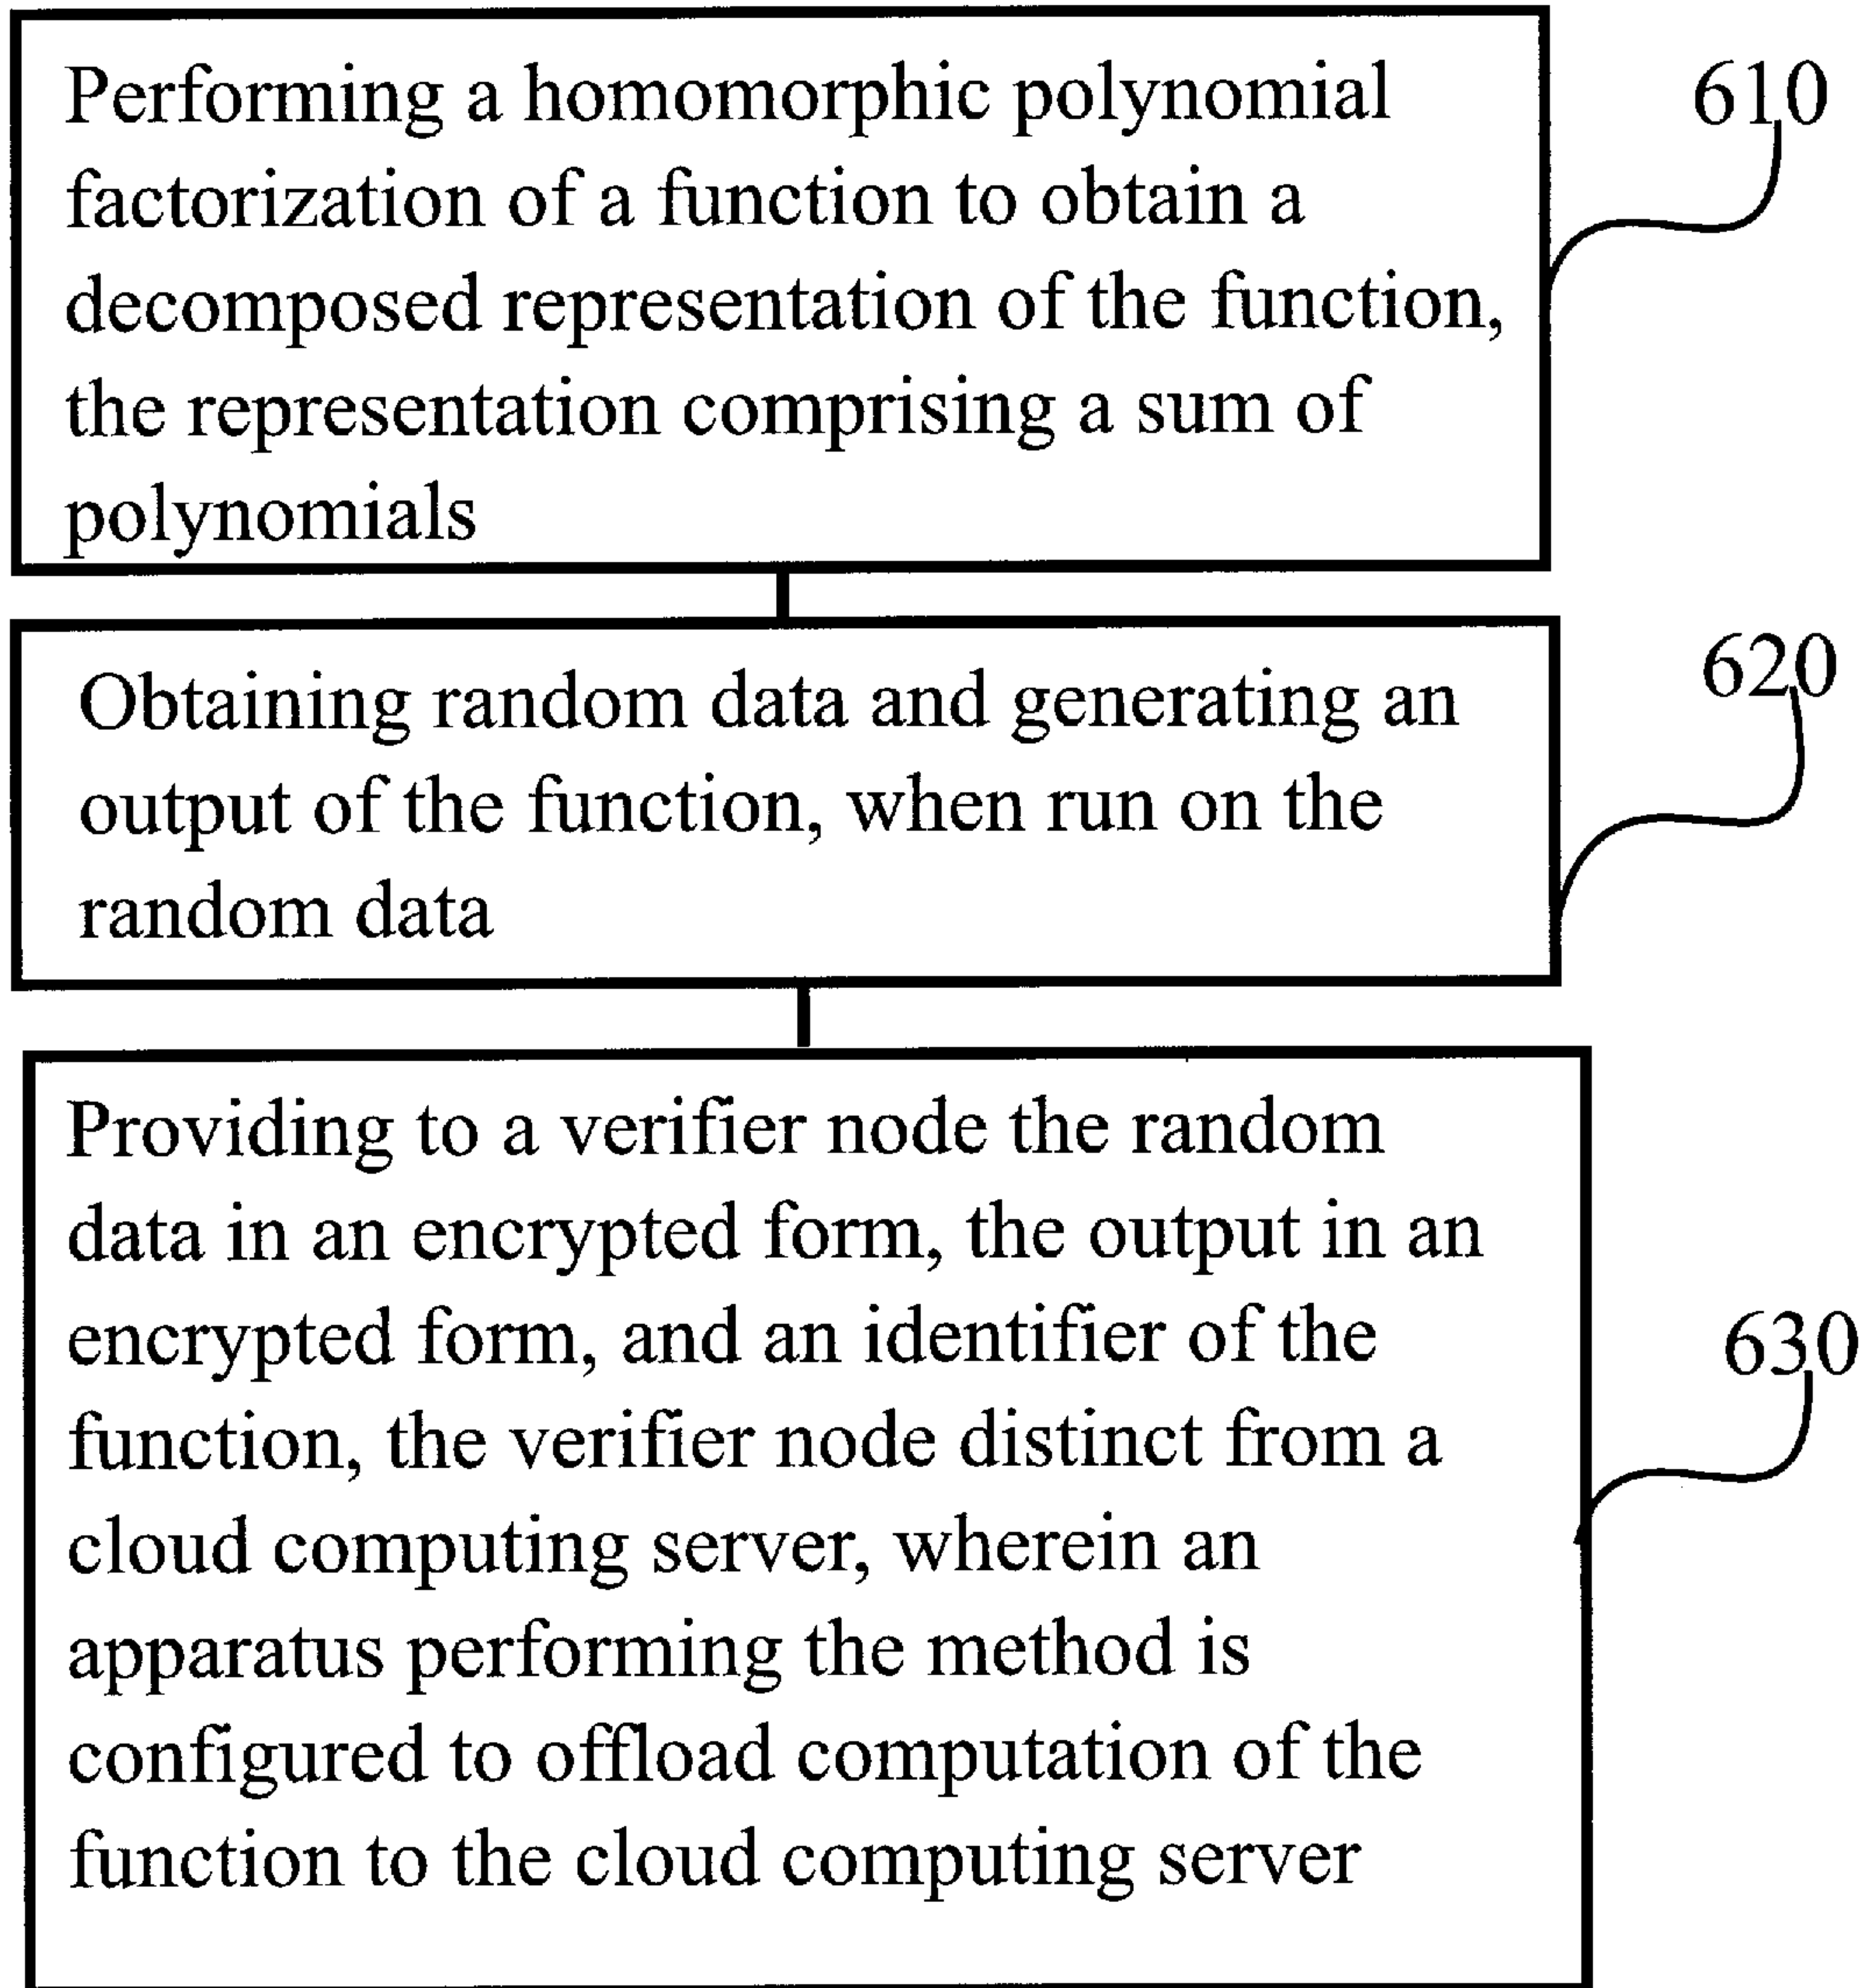 Performing a homomorphic polynomial
610
factorization of a function to obtain a
decomposed representation of the function,
the representation comprising a sum of
polynomials
Obtaining random data and generating an
620
output of the function, when run on the
random data
Providing to a verifier node the random
data in an encrypted form, the output in an
encrypted form, and an identifier of the
630
function, the verifier node distinct from a
cloud computing server, wherein an
apparatus performing the method is
configured to offload computation of the
function to the cloud computing server